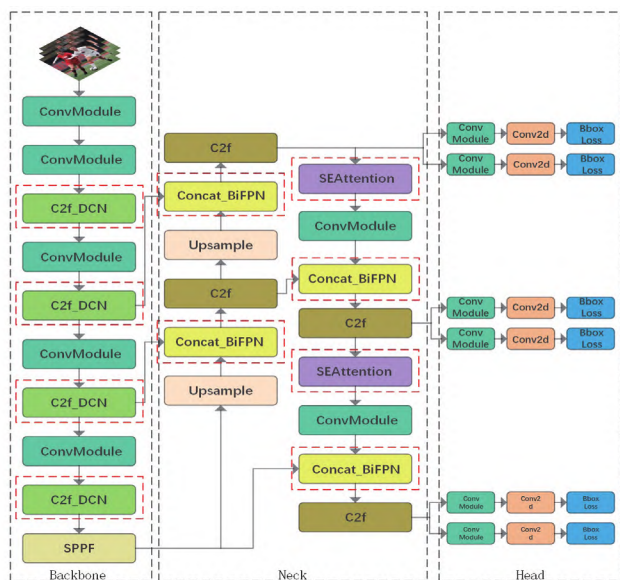 ConvModule
ConvModule
C2f_DCN
ConvModule
C2f_DCN
ConvModule
C2f_DCN
ConvModule
C2f_DCN
SPPF
Backbone
C2f
Concat_BiFPN
Upsample
C2f
Concat_BiFPN
Upsample
SEAttention
ConvModule
Concat_BiFPN
C2f
SEAttention
ConvModule
Concat_BiFPN
C2f
Neck
Conv
Module
Conv2d
Bbox
Loss
Conv
Module
Conv2d
Bbox
Loss
Conv
Module
Conv2d
Bbox
Loss
Conv
Module
Conv2d
Bbox
Loss
Conv
Module
Conv2
d
Bbox
Loss
Conv
Module
Conv2
d
Bbox
Loss
Head